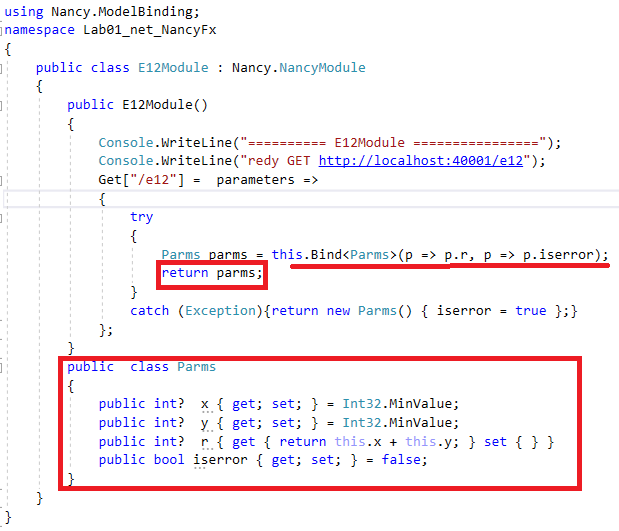 using Nancy.ModelBinding;
namespace Lab01_net_NancyFx
{
public class E12Module : Nancy.NancyModule
{
public E12Module()
{
Console.WriteLine("========== E12Module ================");
Console.WriteLine("redy GET http://localhost:40001/e12");
Get["/e12"] =  parameters =>
{
try
{
Parms parms = this.Bind<Parms>(p => p.r, p => p.iserror);
return parms;
}
catch (Exception){return new Parms() { iserror = true };}
};
}
public  class Parms
{
public int?  x { get; set; } = Int32.MinValue;
public int?  y { get; set; } = Int32.MinValue;
public int?  r { get { return this.x + this.y; } set { } }
public bool iserror { get; set; } = false;
}
}
}